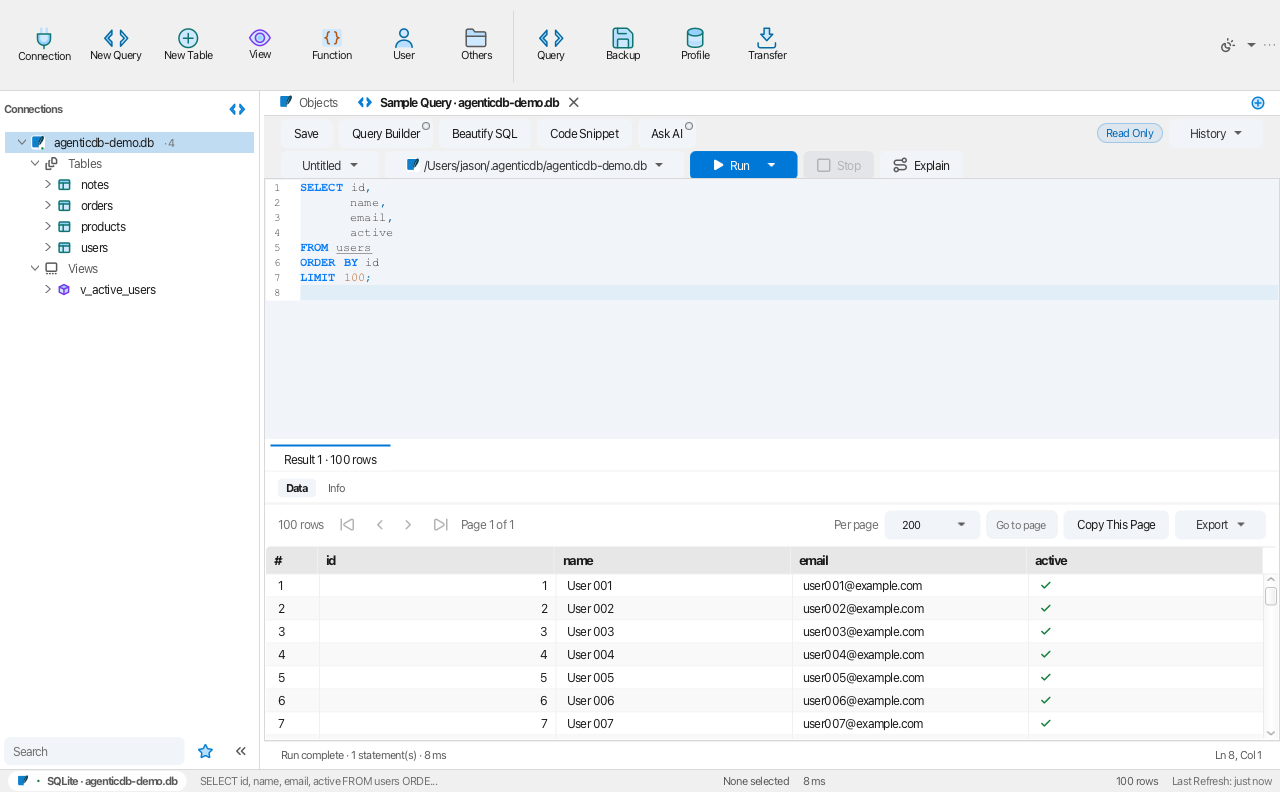 Connection New Query New Table View Function User Others Query Backup Profile Transfer
Connections
Objects Sample Query · agenticdb-demo.db
agenticdb-demo.db · 4
Tables
notes
orders
products
users
Views
v_active_users
Save Query Builder Beautify SQL Code Snippet Ask AI Read Only History
Untitled /Users/jason/.agenticdb/agenticdb-demo.db Run Stop Explain
1 SELECT id,
2 name,
3 email,
4 active
5 FROM users
6 ORDER BY id
7 LIMIT 100;
8
Result 1 · 100 rows
Data Info
100 rows Page 1 of 1 Per page 200 Go to page Copy This Page Export
# id name email active
1 1 User 001 user001@example.com
2 2 User 002 user002@example.com
3 3 User 003 user003@example.com
4 4 User 004 user004@example.com
5 5 User 005 user005@example.com
6 6 User 006 user006@example.com
7 7 User 007 user007@example.com
Search
Run complete · 1 statement(s) · 8 ms Ln 8, Col 1
SQLite · agenticdb-demo.db SELECT id, name, email, active FROM users ORDE... None selected 8 ms 100 rows Last Refresh: just now